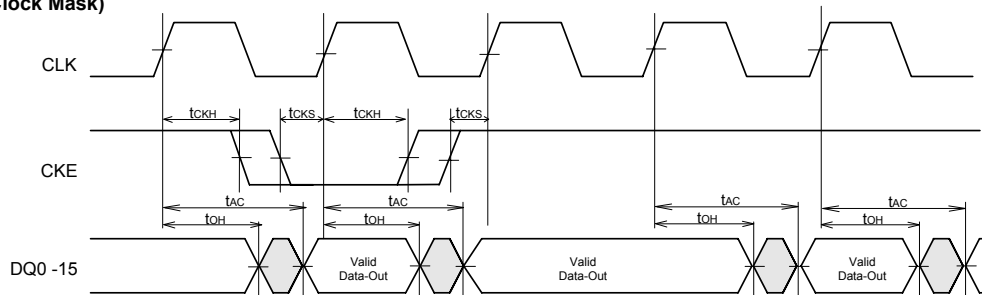 Clock Mask)
CLK
tCKH tCKS tCKH tCKS
CKE
tAC tAC tAC tAC
tOH tOH tOH tOH
DQ0 -15
Valid Data-Out
Valid Data-Out
Valid Data-Out